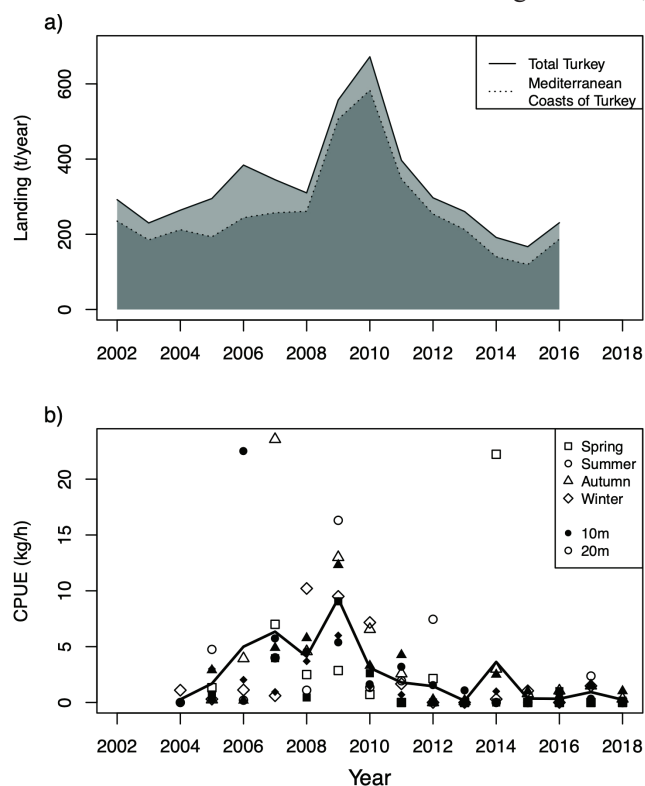 a)
Total Turkey
Mediterranean
Coasts of Turkey
Landing (t/year)
600
400
200
0
2002 2004 2006 2008 2010 2012 2014 2016 2018
b)
Spring
Summer
Autumn
Winter
10m
20m
CPUE (kg/h)
20
15
10
5
0
2002 2004 2006 2008 2010 2012 2014 2016 2018
Year